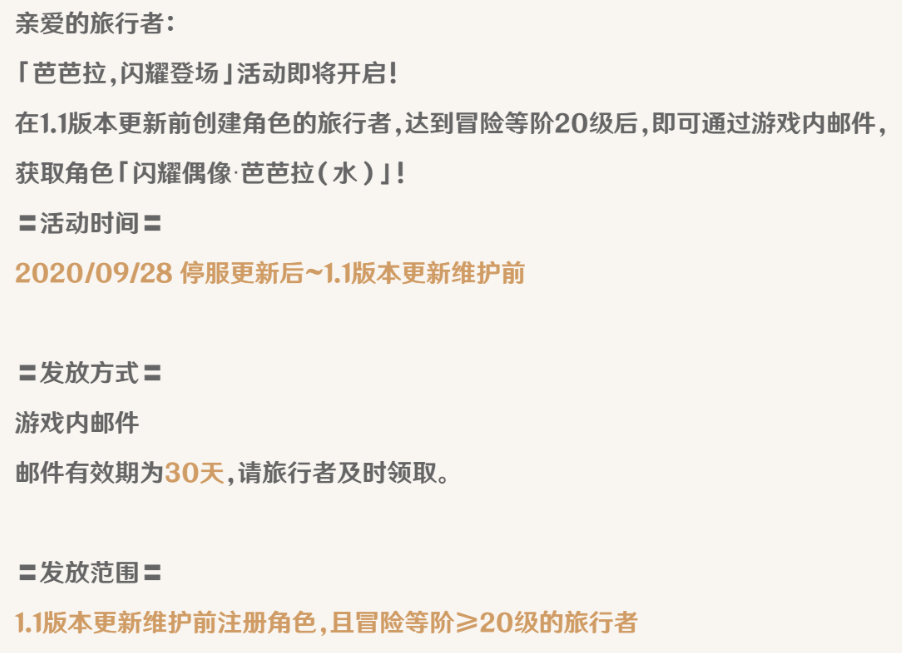 亲爱的旅行者:
「芭芭拉,闪耀登场」活动即将开启!
在1.1版本更新前创建角色的旅行者,达到冒险等阶20级后,即可通过游戏内邮件,
获取角色「闪耀偶像·芭芭拉(水)」!
〓活动时间〓
2020/09/28 停服更新后~1.1版本更新维护前
〓发放方式〓
游戏内邮件
邮件有效期为30天,请旅行者及时领取。
〓发放范围〓
1.1版本更新维护前注册角色,且冒险等阶≥20级的旅行者